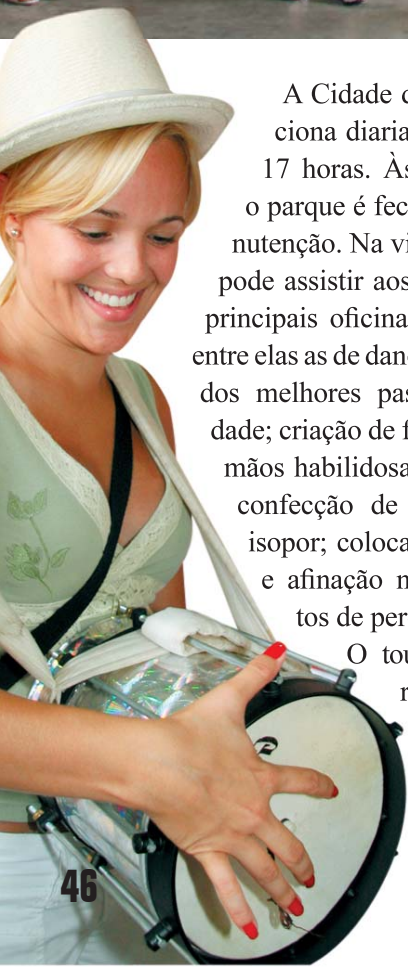 A Cidade
ciona diaria
17 horas. Às
o parque é fec
nutenção. Na vi
pode assistir aos
principais oficina
entre elas as de danç
dos melhores pas
dade; criação de f
mãos habilidosa
confecção de
isopor; coloca
e afinação n
tos de per
O tou
r
46